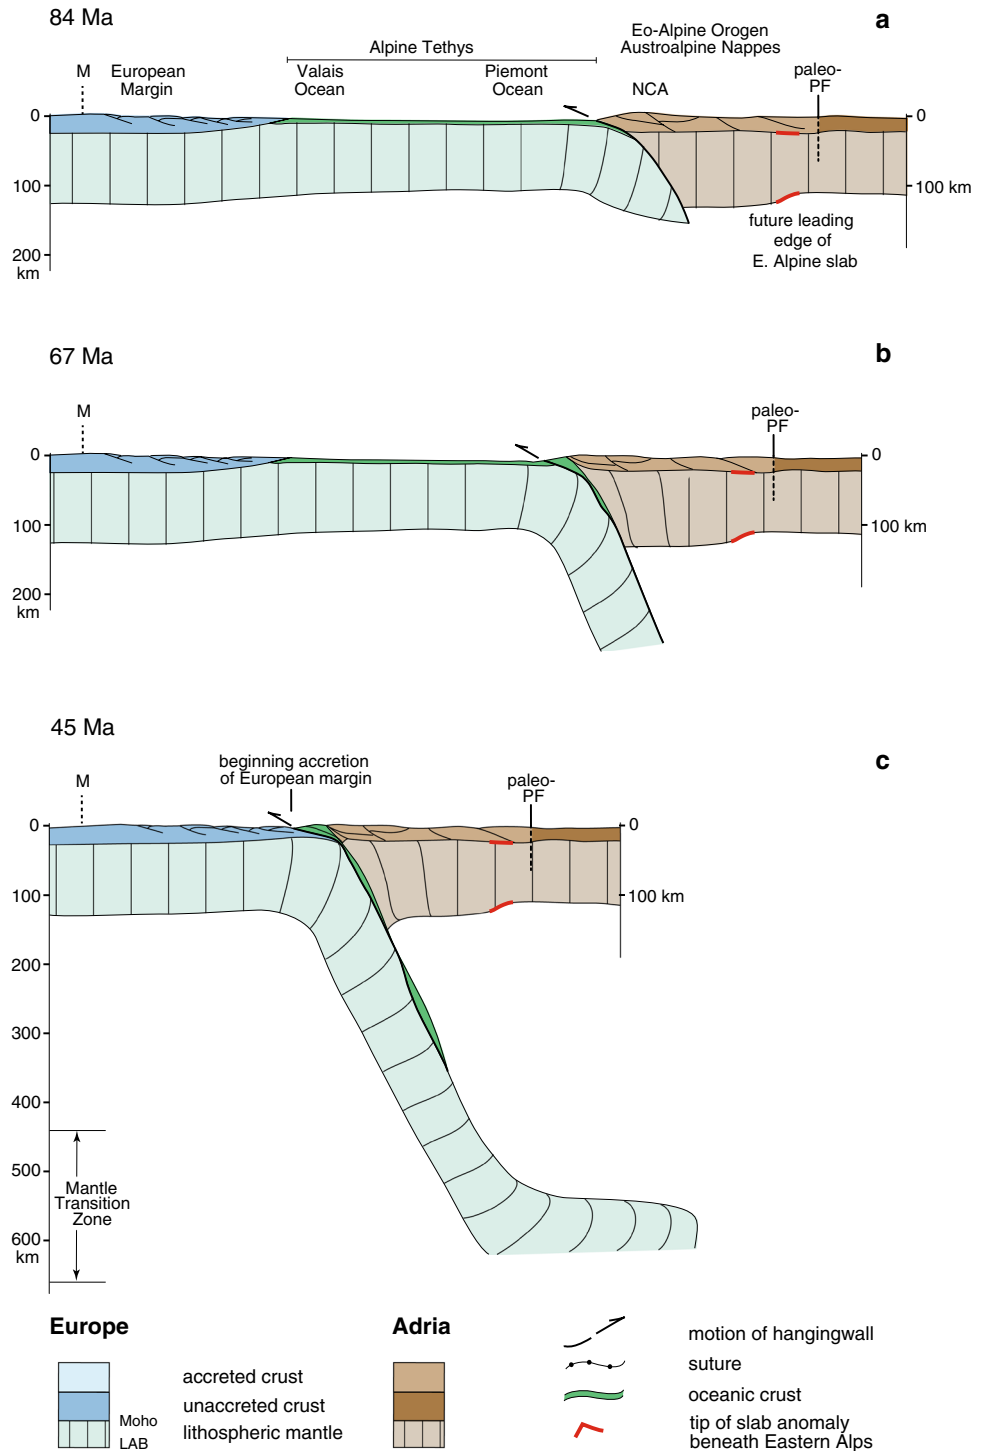 84 Ma
a
Eo-Alpine Orogen
Austroalpine Nappes
Alpine Tethys
M
European
Margin
Valais
Ocean
Piemont
Ocean
NCA
paleo-
PF
0
100
200
km
0
100 km
future leading
edge of
E. Alpine slab
67 Ma
b
M
paleo-
PF
0
100
200
km
0
100 km
45 Ma
c
beginning accretion
of European margin
M
paleo-
PF
0
100
200
300
400
500
600
km
0
100 km
Mantle
Transition
Zone
Europe
accreted crust
unaccreted crust
Moho
lithospheric mantle
LAB
Adria
motion of hangingwall
suture
oceanic crust
tip of slab anomaly
beneath Eastern Alps